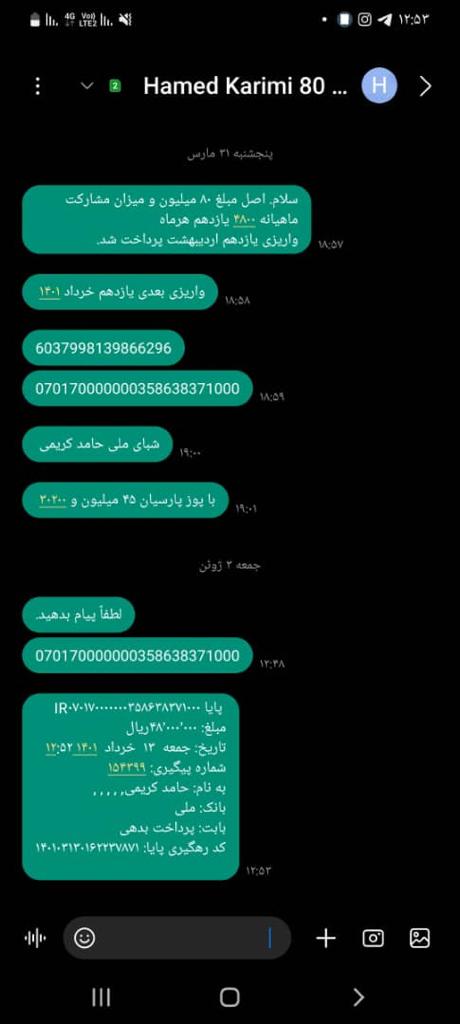 ۱۲:۵۳
4G
Vo))
LTE2
2
Hamed Karimi 80 ...
H
پنجشنبه ۳۱ مارس
سلام. اصل مبلغ ۸۰ میلیون و میزان مشارکت
ماهیانه ۴۸۰۰ یازدهم هرماه
واریزی یازدهم اردیبهشت پرداخت شد.
۱۸:۵۷
واریزی بعدی یازدهم خرداد ۱۴۰۱
۱۸:۵۸
6037998139866296
070170000000358638371000
۱۸:۵۹
شبای ملی حامد کریمی
۱۹:۰۰
با پوز پارسیان ۴۵ میلیون و ۳۰۲۰۰
۱۹:۰۱
جمعه ۳ ژوئن
لطفاً پیام بدهید.
070170000000358638371000
۱۲:۴۸
پایا IR۰۷۰۱۷۰۰۰۰۰۰۰۳۵۸۶۳۸۳۷۱۰۰۰
مبلغ: ۴۸٬۰۰۰٬۰۰۰ریال
تاریخ: جمعه ۱۳ خرداد ۱۴۰۱ ۱۲:۵۲
شماره پیگیری: ۱۵۴۳۹۹
به نام: حامد کریمی, , , , ,
بانک: ملی
بابت: پرداخت بدهی
کد رهگیری پایا: ۱۴۰۱۰۳۱۳۰۱۶۲۲۳۷۸۷۱
۱۲:۵۳